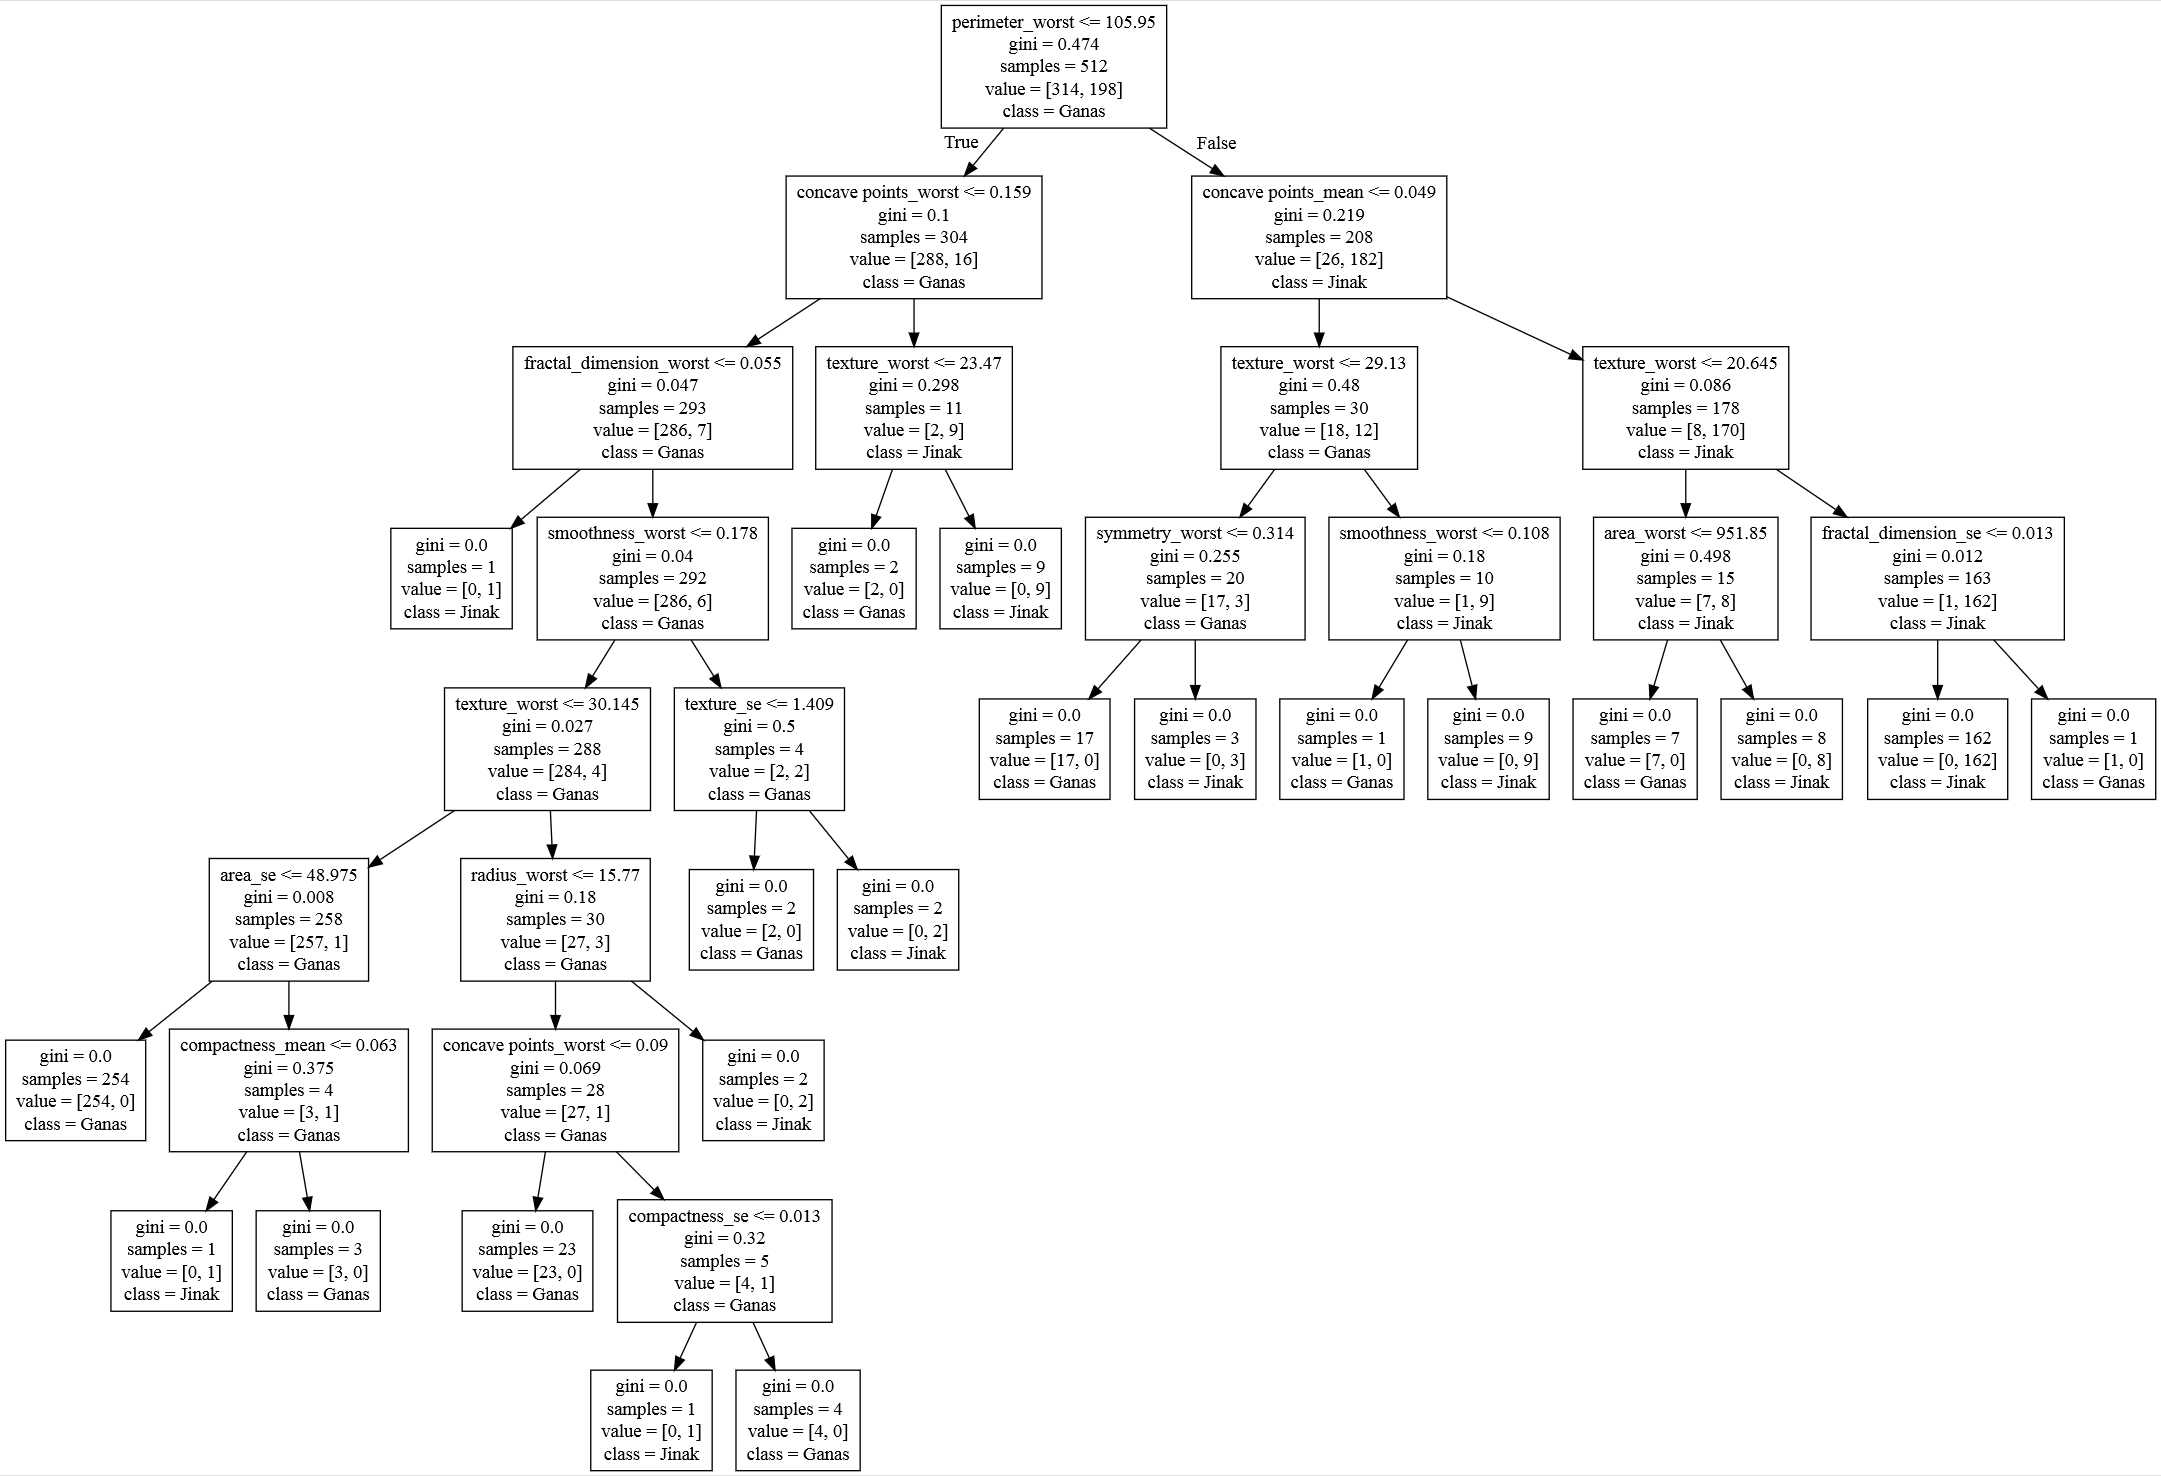 perimeter_worst <= 105.95
gini = 0.474
samples = 512
value = [314, 198]
class = Ganas
True
False
concave points_worst <= 0.159
gini = 0.1
samples = 304
value = [288, 16]
class = Ganas
concave points_mean <= 0.049
gini = 0.219
samples = 208
value = [26, 182]
class = Jinak
fractal_dimension_worst <= 0.055
gini = 0.047
samples = 293
value = [286, 7]
class = Ganas
texture_worst <= 23.47
gini = 0.298
samples = 11
value = [2, 9]
class = Jinak
texture_worst <= 29.13
gini = 0.48
samples = 30
value = [18, 12]
class = Ganas
texture_worst <= 20.645
gini = 0.086
samples = 178
value = [8, 170]
class = Jinak
gini = 0.0
samples = 1
value = [0, 1]
class = Jinak
smoothness_worst <= 0.178
gini = 0.04
samples = 292
value = [286, 6]
class = Ganas
gini = 0.0
samples = 2
value = [2, 0]
class = Ganas
gini = 0.0
samples = 9
value = [0, 9]
class = Jinak
symmetry_worst <= 0.314
gini = 0.255
samples = 20
value = [17, 3]
class = Ganas
smoothness_worst <= 0.108
gini = 0.18
samples = 10
value = [1, 9]
class = Jinak
area_worst <= 951.85
gini = 0.498
samples = 15
value = [7, 8]
class = Jinak
fractal_dimension_se <= 0.013
gini = 0.012
samples = 163
value = [1, 162]
class = Jinak
texture_worst <= 30.145
gini = 0.027
samples = 288
value = [284, 4]
class = Ganas
texture_se <= 1.409
gini = 0.5
samples = 4
value = [2, 2]
class = Ganas
gini = 0.0
samples = 17
value = [17, 0]
class = Ganas
gini = 0.0
samples = 3
value = [0, 3]
class = Jinak
gini = 0.0
samples = 1
value = [1, 0]
class = Ganas
gini = 0.0
samples = 9
value = [0, 9]
class = Jinak
gini = 0.0
samples = 7
value = [7, 0]
class = Ganas
gini = 0.0
samples = 8
value = [0, 8]
class = Jinak
gini = 0.0
samples = 162
value = [0, 162]
class = Jinak
gini = 0.0
samples = 1
value = [1, 0]
class = Ganas
area_se <= 48.975
gini = 0.008
samples = 258
value = [257, 1]
class = Ganas
radius_worst <= 15.77
gini = 0.18
samples = 30
value = [27, 3]
class = Ganas
gini = 0.0
samples = 2
value = [2, 0]
class = Ganas
gini = 0.0
samples = 2
value = [0, 2]
class = Jinak
gini = 0.0
samples = 254
value = [254, 0]
class = Ganas
compactness_mean <= 0.063
gini = 0.375
samples = 4
value = [3, 1]
class = Ganas
concave points_worst <= 0.09
gini = 0.069
samples = 28
value = [27, 1]
class = Ganas
gini = 0.0
samples = 2
value = [0, 2]
class = Jinak
gini = 0.0
samples = 1
value = [0, 1]
class = Jinak
gini = 0.0
samples = 3
value = [3, 0]
class = Ganas
gini = 0.0
samples = 23
value = [23, 0]
class = Ganas
compactness_se <= 0.013
gini = 0.32
samples = 5
value = [4, 1]
class = Ganas
gini = 0.0
samples = 1
value = [0, 1]
class = Jinak
gini = 0.0
samples = 4
value = [4, 0]
class = Ganas